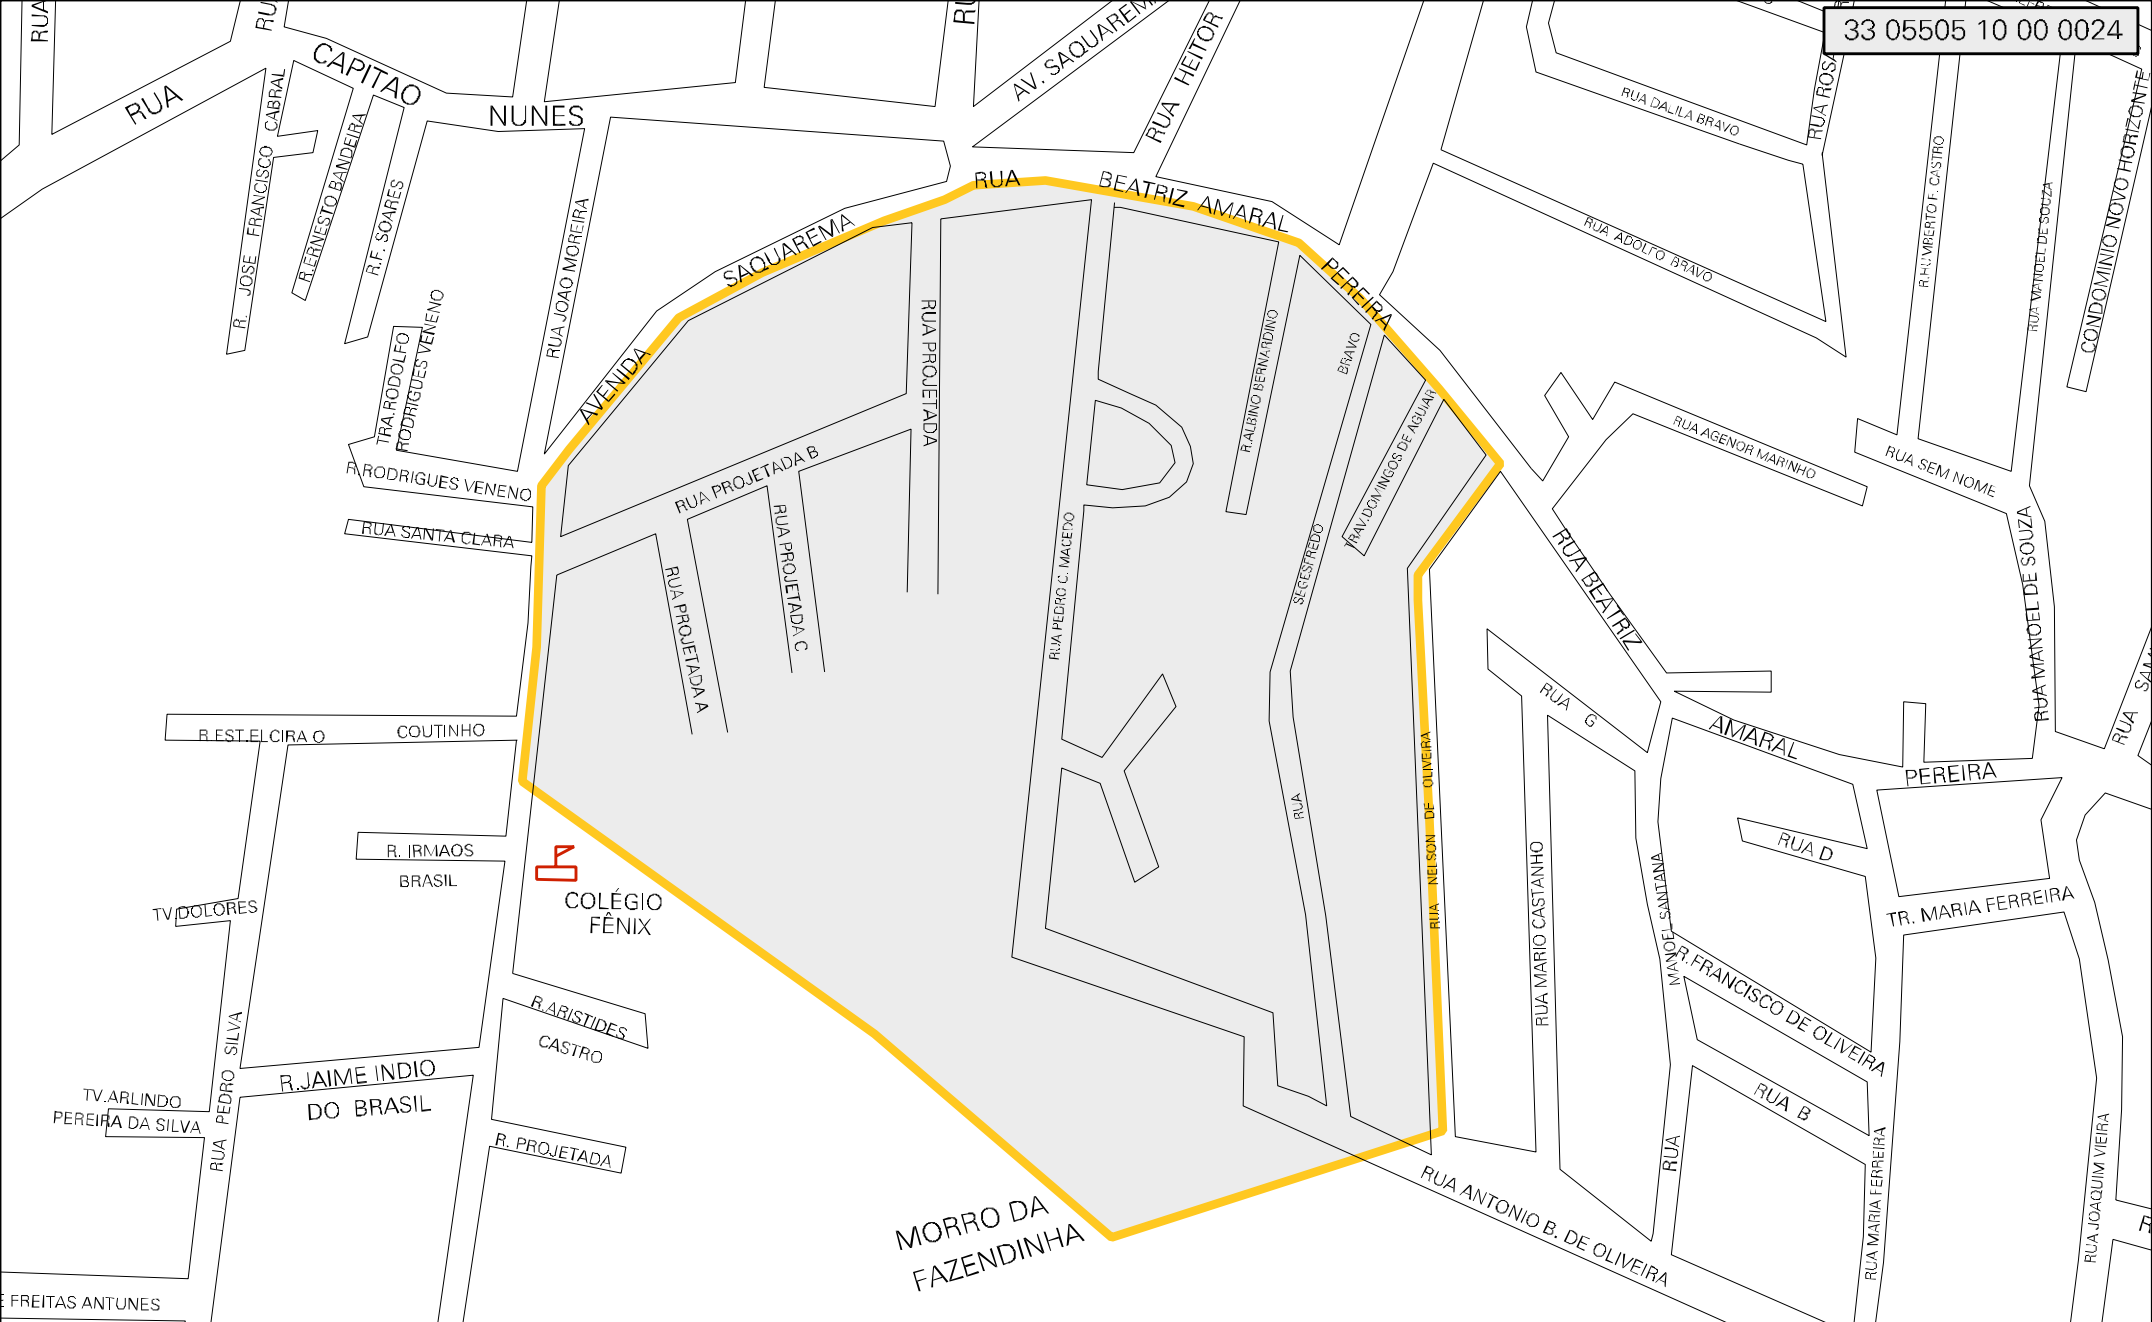 33 05505 10 00 0024
RUA
RUA
CAPITAO
NUNES
AV. SAQUAREMA
RUA HEITOR
RUA DALILA BRAVO
RUA ADOLFO BRAVO
R.HUMBERTO F. CASTRO
RUA MANOEL DE SOUZA
CONDOMINIO NOVO HORIZONTE
R. JOSE FRANCISCO CABRAL
R.ERNESTO BANDEIRA
R.F. SOARES
RUA JOAO MOREIRA
TRA.RODOLFO
RODRIGUES VENENO
R.RODRIGUES VENENO
RUA SANTA CLARA
AVENIDA
SAQUAREMA
RUA
BEATRIZ AMARAL
PEREIRA
RUA PROJETADA
RUA PROJETADA B
RUA PROJETADA C
RUA PROJETADA A
RUA PEDRO C. MACEDO
R.ALBINO BERNARDINO
BRAVO
SEGESFREDO
RUA
TRAV.DOMINGOS DE AGUIAR
RUA AGENOR MARINHO
RUA SEM NOME
RUA MANOEL DE SOUZA
RUA BEATRIZ
AMARAL
PEREIRA
RUA G
RUA D
RUA
TR. MARIA FERREIRA
RUA NELSON DE OLIVEIRA
RUA MARIO CASTANHO
MANOEL SANTANA
RUA
R.FRANCISCO DE OLIVEIRA
RUA B
RUA MARIA FERREIRA
RUA JOAQUIM VIEIRA
RUA ANTONIO B. DE OLIVEIRA
R.EST.ELCIRA O COUTINHO
R. IRMAOS
BRASIL
TV.DOLORES
COLÉGIO
FÊNIX
R.ARISTIDES
CASTRO
R.JAIME INDIO
DO BRASIL
RUA PEDRO SILVA
TV.ARLINDO
PEREIRA DA SILVA
R. PROJETADA
MORRO DA
FAZENDINHA
FREITAS ANTUNES